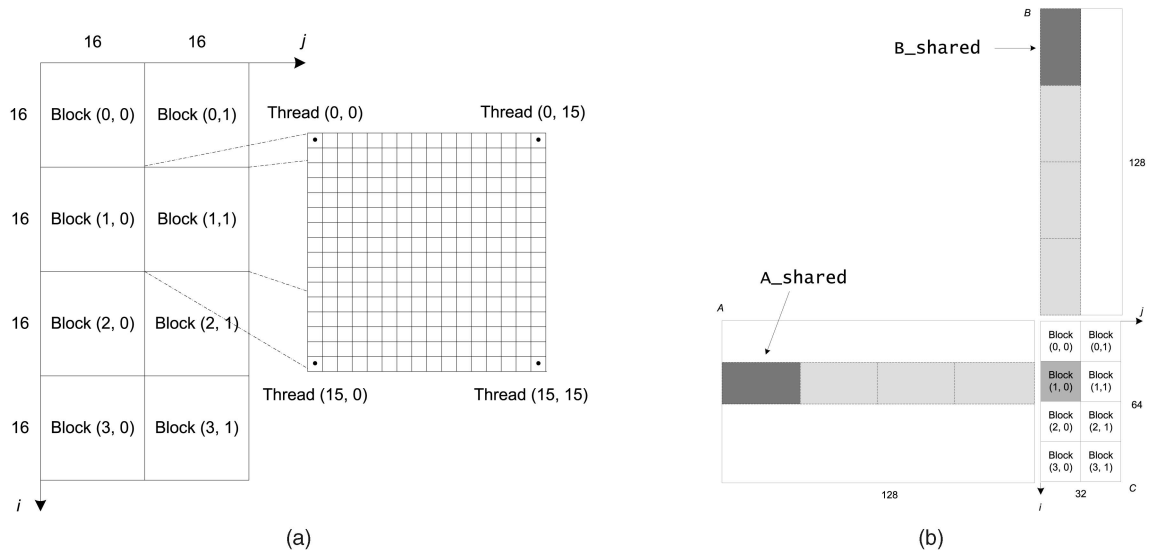 16 16 j
16 Block (0, 0) Block (0,1)
Thread (0, 0) Thread (0, 15)
16 Block (1, 0) Block (1,1)
16 Block (2, 0) Block (2, 1)
Thread (15, 0) Thread (15, 15)
16 Block (3, 0) Block (3, 1)
i
(a)
B
B_shared
128
A_shared
A
j
Block Block
(0, 0) (0,1)
Block Block
(1, 0) (1,1)
64
Block Block
(2, 0) (2, 1)
Block Block
(3, 0) (3, 1)
128 i 32 C
(b)